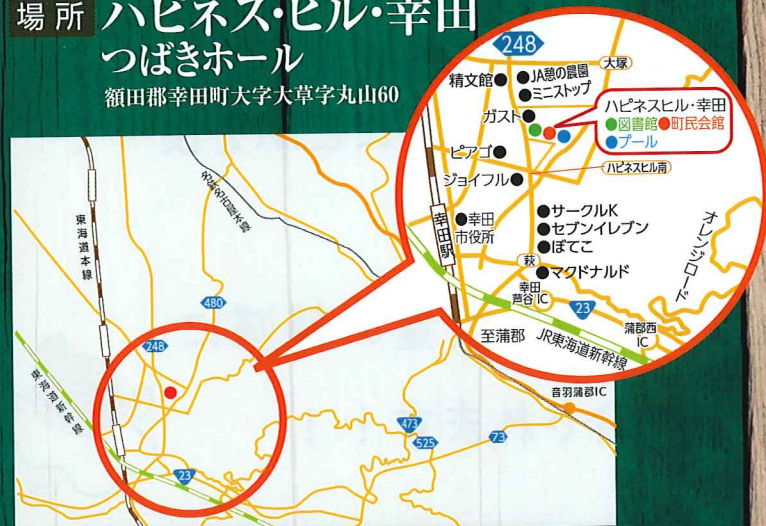 場所 ハピネス・ヒル・幸田
つばきホール
額田郡幸田町大字大草字丸山60
248
大塚
精文館
JA憩の農園
ミニストップ
ガスト
ハピネスヒル・幸田
図書館 町民会館
プール
ピアゴ
ハピネスヒル南
ジョイフル
幸田駅
幸田
市役所
サークルK
セブンイレブン
ぽてこ
オレンジロード
萩
マクドナルド
幸田
芦谷IC
23
蒲郡西
IC
至蒲郡
JR東海道新幹線
音羽蒲郡IC
名鉄名古屋本線
東海道本線
480
248
東海道新幹線
473
525
73
23